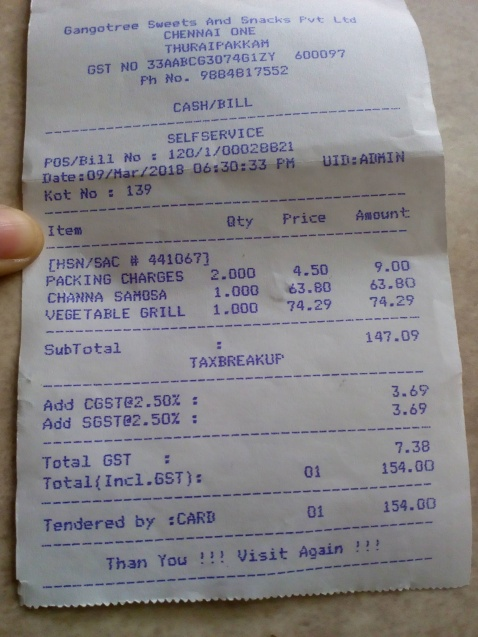 Gangotree Sweets And Snacks Pvt Ltd
CHENNAI ONE
THURAIPAKKAM
GST NO 33AABCG3074G1ZY 600097
Ph No. 9884817552
CASH/BILL
SELFSERVICE
POS/Bill No : 120/1/00028821
Date:09/Mar/2018 06:30:33 PM UID:ADMIN
Kot No : 139
Item Qty Price Amount
[HSN/SAC # 441067]
PACKING CHARGES 2.000 4.50 9.00
CHANNA SAMOSA 1.000 63.80 63.80
VEGETABLE GRILL 1.000 74.29 74.29
SubTotal : 147.09
TAXBREAKUP
Add CGST@2.50% : 3.69
Add SGST@2.50% : 3.69
Total GST : 7.38
Total(Incl.GST): 01 154.00
Tendered by :CARD 01 154.00
Than You !!! Visit Again !!!